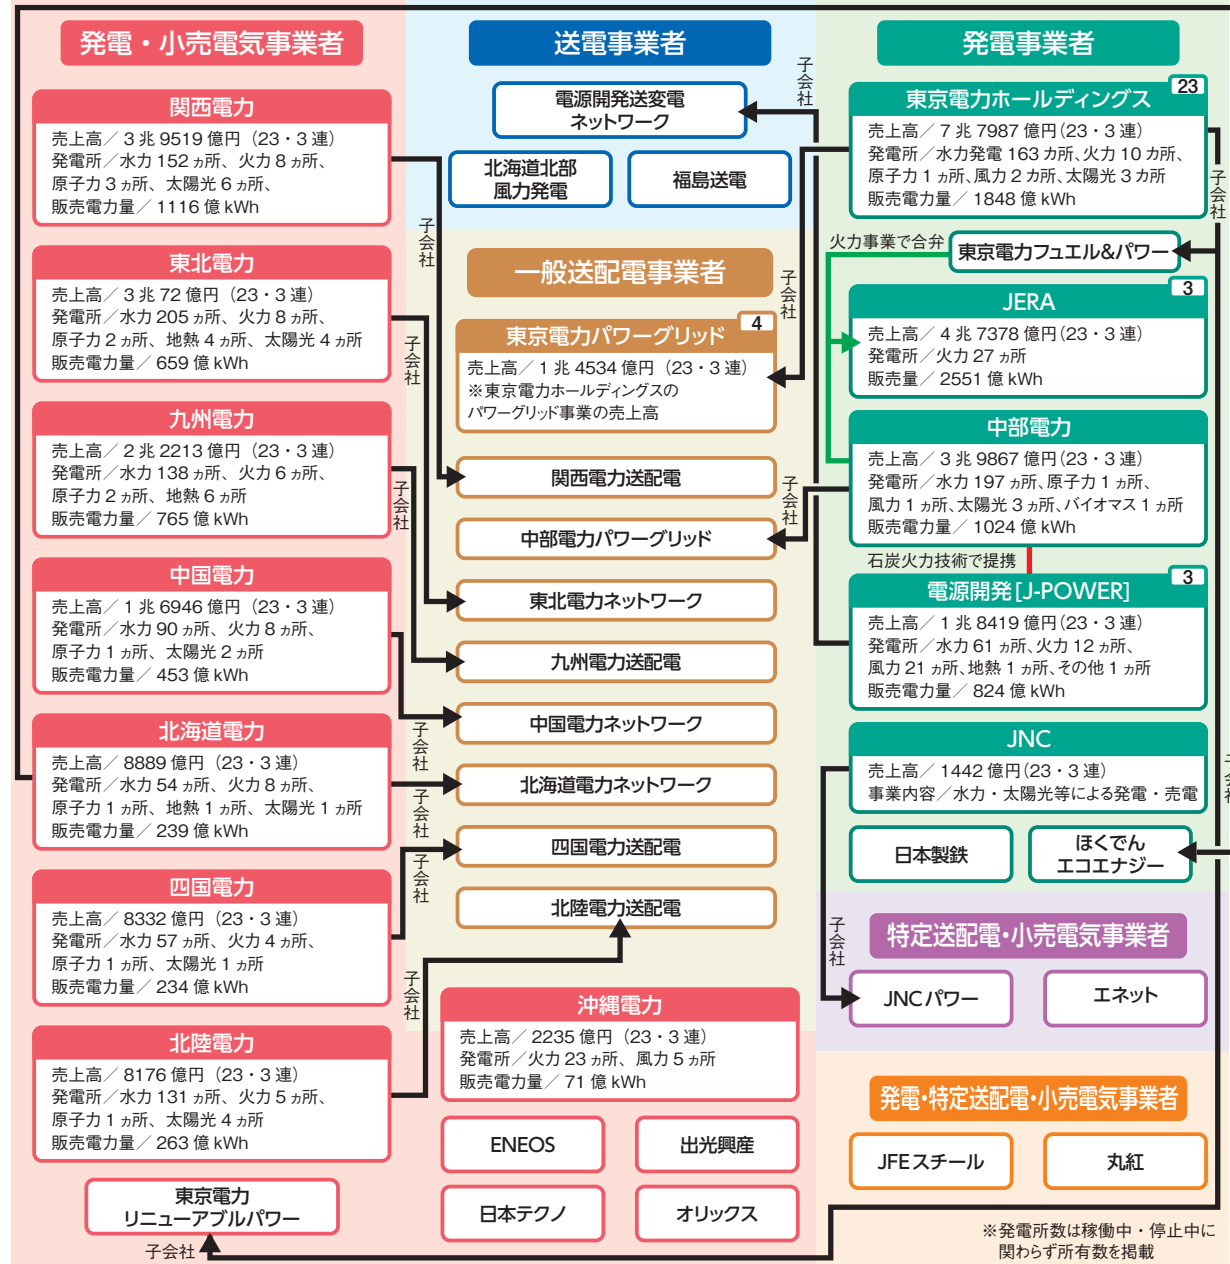 発電・小売電気事業者
関西電力
売上高／3兆9519億円（23・3連）
発電所／水力152ヵ所、火力8ヵ所、
原子力3ヵ所、太陽光6ヵ所、
販売電力量／1116億kWh
子会社
東北電力
売上高／3兆72億円（23・3連）
発電所／水力205ヵ所、火力8ヵ所、
原子力2ヵ所、地熱4ヵ所、太陽光4ヵ所
販売電力量／659億kWh
子会社
九州電力
売上高／2兆2213億円（23・3連）
発電所／水力138ヵ所、火力6ヵ所、
原子力2ヵ所、地熱6ヵ所
販売電力量／765億kWh
子会社
中国電力
売上高／1兆6946億円（23・3連）
発電所／水力90ヵ所、火力8ヵ所、
原子力1ヵ所、太陽光2ヵ所
販売電力量／453億kWh
子会社
北海道電力
売上高／8889億円（23・3連）
発電所／水力54ヵ所、火力8ヵ所、
原子力1ヵ所、地熱1ヵ所、太陽光1ヵ所
販売電力量／239億kWh
子会社
四国電力
売上高／8332億円（23・3連）
発電所／水力57ヵ所、火力4ヵ所、
原子力1ヵ所、太陽光1ヵ所
販売電力量／234億kWh
子会社
北陸電力
売上高／8176億円（23・3連）
発電所／水力131ヵ所、火力5ヵ所、
原子力1ヵ所、太陽光4ヵ所
販売電力量／263億kWh
子会社
東京電力
リニューアブルパワー
子会社
送電事業者
電源開発送変電
ネットワーク
子会社
北海道北部
風力発電
福島送電
一般送配電事業者
子会社
東京電力パワーグリッド
4
売上高／1兆4534億円（23・3連）
※東京電力ホールディングスの
パワーグリッド事業の売上高
関西電力送配電
子会社
中部電力パワーグリッド
東北電力ネットワーク
九州電力送配電
中国電力ネットワーク
北海道電力ネットワーク
四国電力送配電
北陸電力送配電
沖縄電力
売上高／2235億円（23・3連）
発電所／火力23ヵ所、風力5ヵ所
販売電力量／71億kWh
ENEOS
出光興産
日本テクノ
オリックス
発電事業者
23
東京電力ホールディングス
売上高／7兆7987億円（23・3連）
発電所／水力発電163カ所、火力10カ所、
原子力1ヵ所、風力2カ所、太陽光3カ所
販売電力量／1848億kWh
子会社
火力事業で合弁
東京電力フュエル&パワー
3
JERA
売上高／4兆7378億円（23・3連）
発電所／火力27ヵ所
販売量／2551億kWh
中部電力
売上高／3兆9867億円（23・3連）
発電所／水力197ヵ所、原子力1ヵ所、
風力1ヵ所、太陽光3ヵ所、バイオマス1ヵ所
販売電力量／1024億kWh
石炭火力技術で提携
3
電源開発[J-POWER]
売上高／1兆8419億円（23・3連）
発電所／水力61ヵ所、火力12ヵ所、
風力21ヵ所、地熱1ヵ所、その他1ヵ所
販売電力量／824億kWh
JNC
売上高／1442億円（23・3連）
事業内容／水力・太陽光等による発電・売電
子会社
日本製鉄
ほくでん
エコエナジー
特定送配電・小売電気事業者
子会社
JNCパワー
エネット
発電・特定送配電・小売電気事業者
JFEスチール
丸紅
※発電所数は稼働中・停止中に
関わらず所有数を掲載